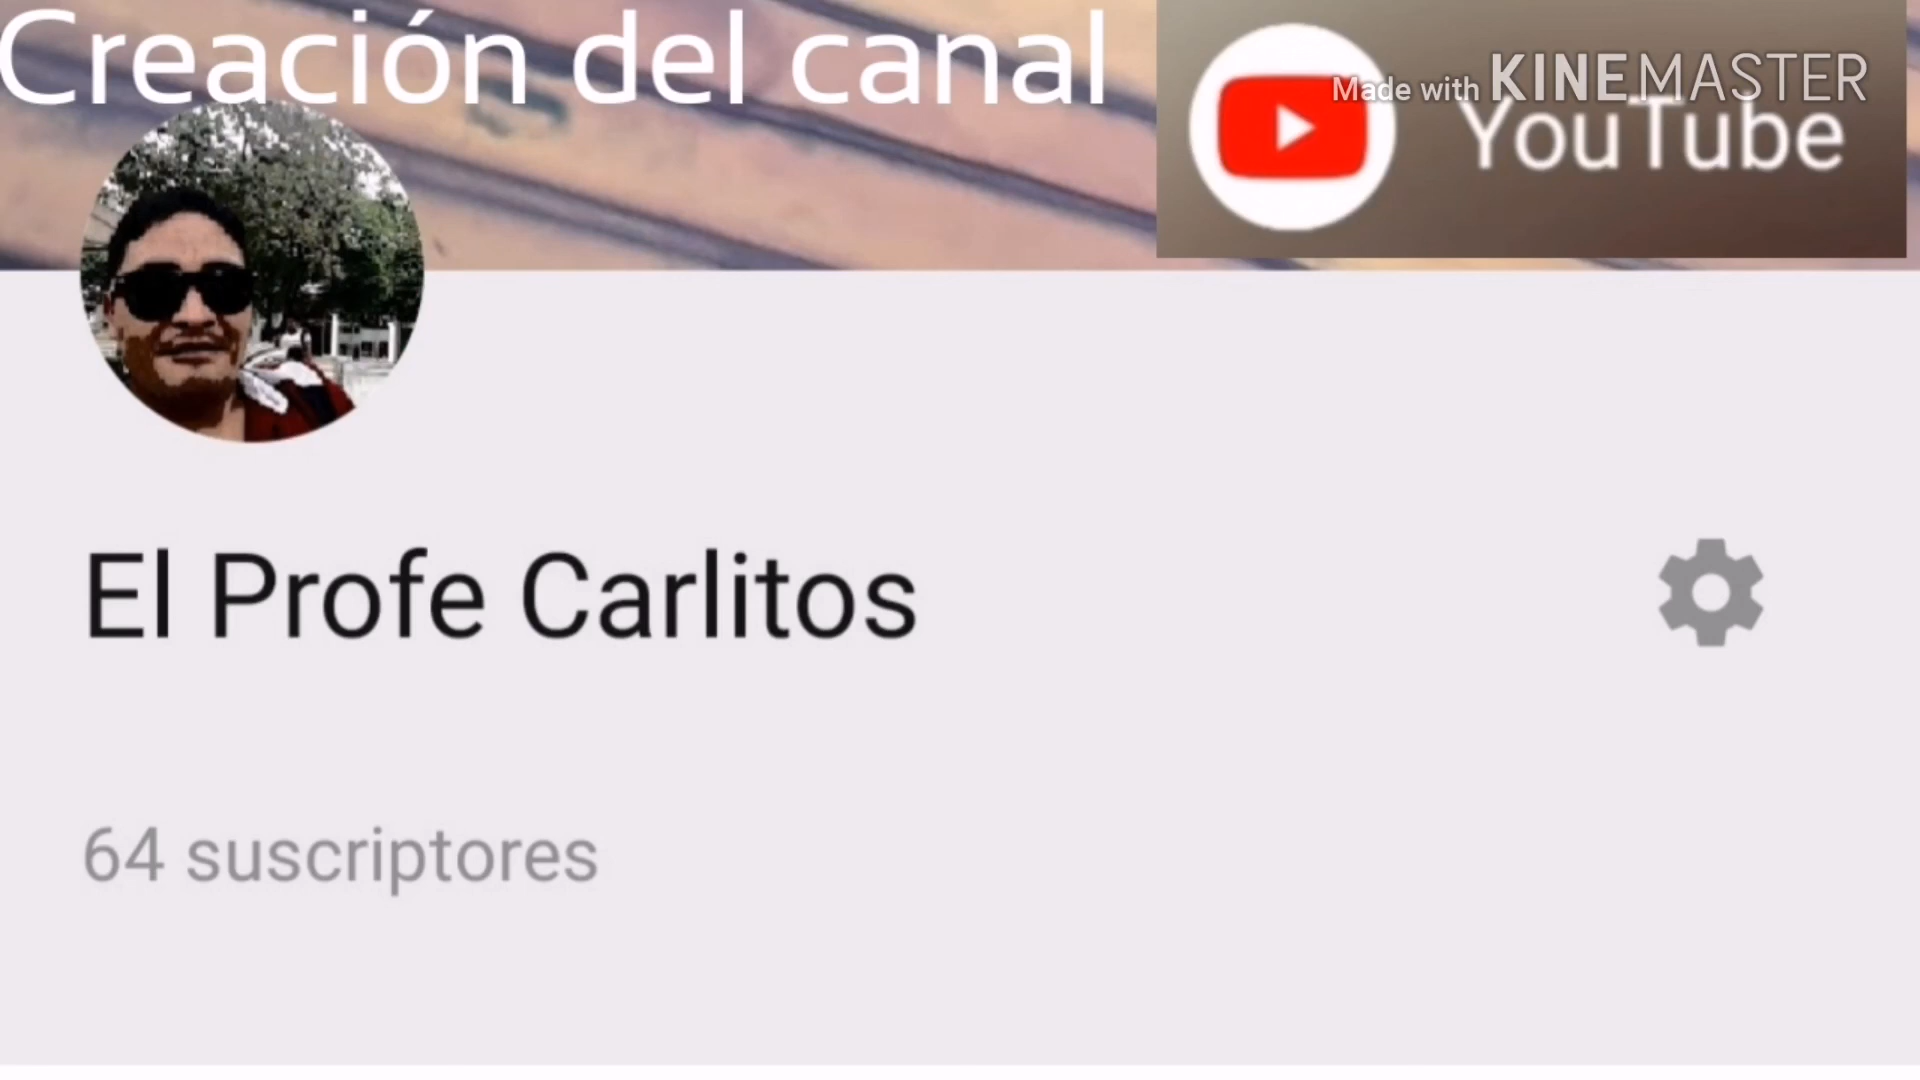 Creación del canal
Made with KINEMASTER
YouTube
El Profe Carlitos
64 suscriptores